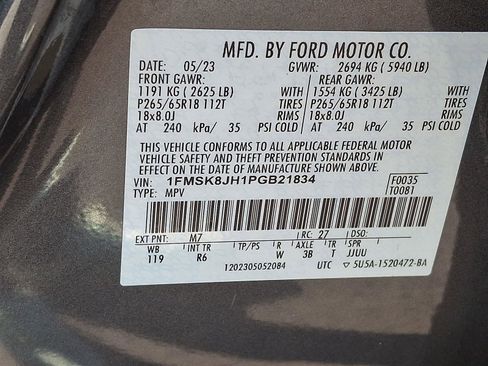 MFD. BY FORD MOTOR CO.
DATE: 05/23 GVWR: 2694 KG ( 5940 LB)
FRONT GAWR: REAR GAWR:
1191 KG ( 2625 LB) 1554 KG ( 3425 LB)
P265/65R18 112T TIRES P265/65R18 112T TIRES
18x8.0J RIMS 18x8.0J RIMS
AT 240 kPa/ 35 PSI COLD AT 240 kPa/ 35 PSI COLD
THIS VEHICLE CONFORMS TO ALL APPLICABLE FEDERAL MOTOR
VEHICLE SAFETY AND THEFT PREVENTION STANDARDS IN
EFFECT ON THE DATE OF MANUFACTURE SHOWN ABOVE.
VIN: 1FMSK8JH1PGB21834 F0035
TYPE: MPV T0081
EXT PNT: M7 RC: 27 DSO:
WB INT TR TP/PS R AXLE TR SPR
119 R6 3B T JJUU
1202305052084 UTC ▽ 5U5A-1520472-BA